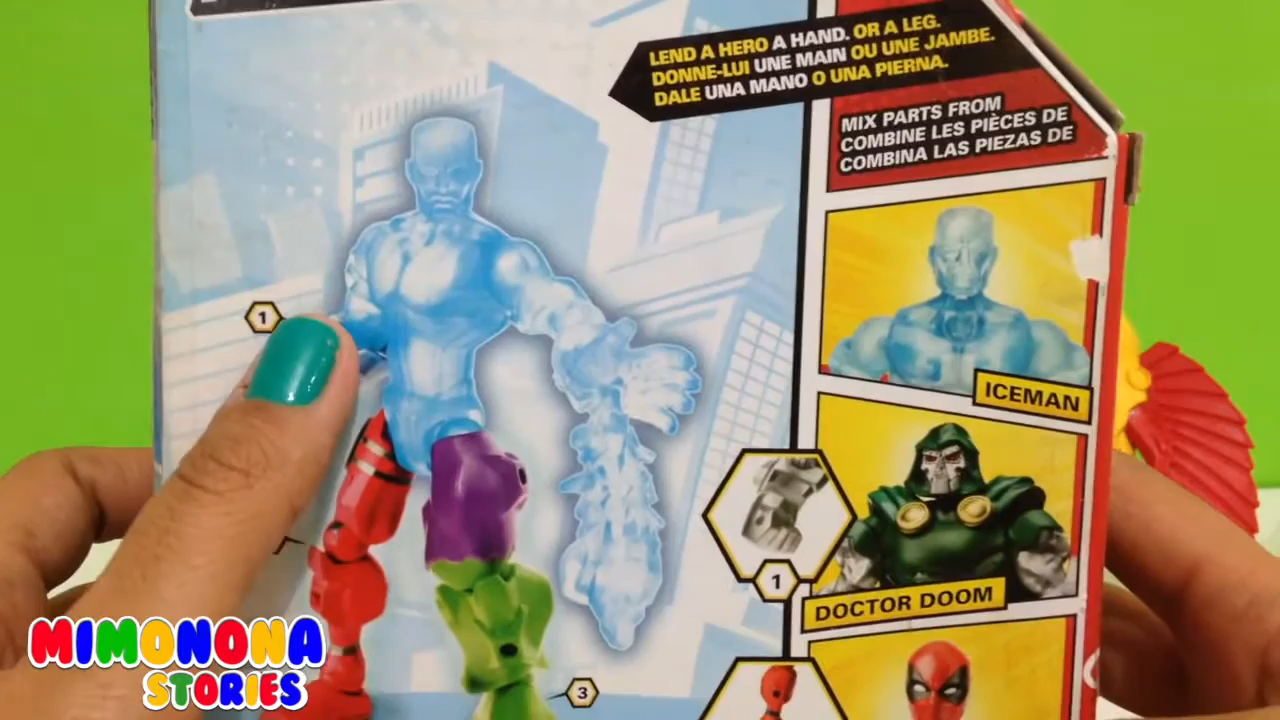 LEND A HERO A HAND. OR A LEG.
DONNE-LUI UNE MAIN OU UNE JAMBE.
DALE UNA MANO O UNA PIERNA.
MIX PARTS FROM
COMBINE LES PIÈCES DE
COMBINA LAS PIEZAS DE
1
ICEMAN
1
DOCTOR DOOM
3
MIMONONA
STORIES